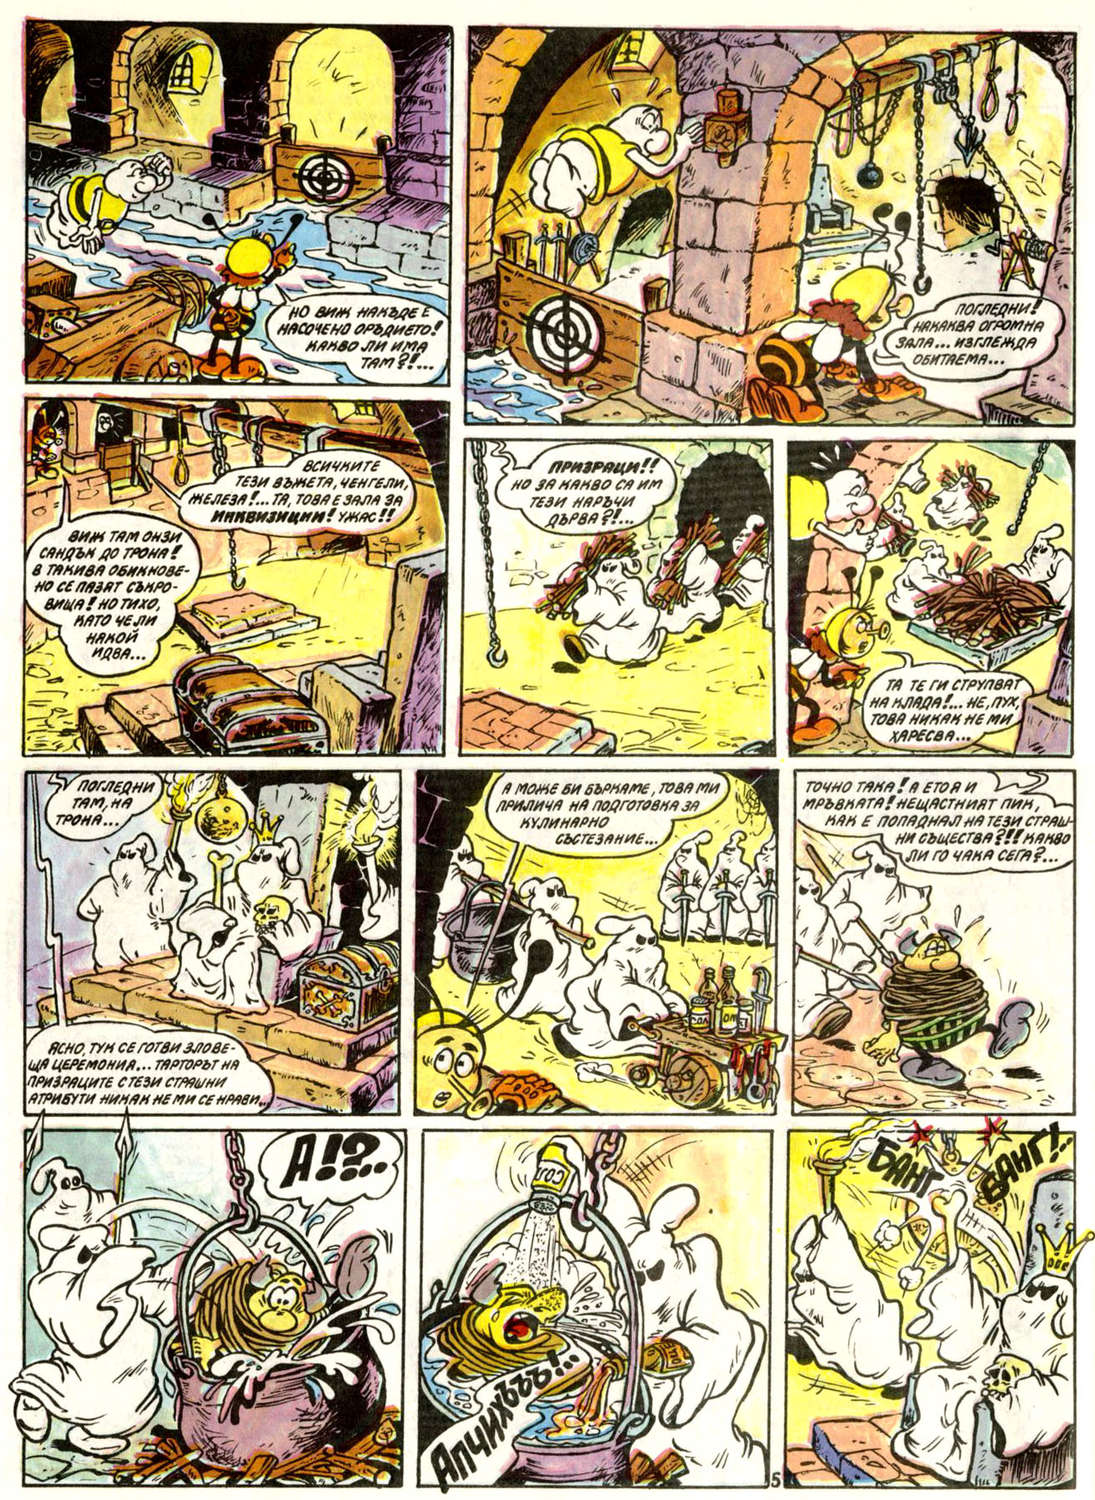 НО ВИЖ НАКЪДЕ Е
НАСОЧЕНО ОРЪДИЕТО!
КАКВО ЛИ ИМА
ТАМ?!...
ПОГЛЕДНИ!
НАКАКВА ОГРОМНА
ЗАЛА... ИЗГЛЕЖДА
ОБИТАЕМА...
ВСИЧКИТЕ
ТЕЗИ ВЪЖЕТА, ЧЕНГЕЛИ,
ЖЕЛЕЗА!... ТА, ТОВА Е ЗАЛА ЗА
ИНКВИЗИЦИИ! УЖАС!!
ВИЖ ТАМ ОНЗИ
САНДЪК ДО ТРОНА!
В ТАКИВА ОБИКНОВЕ-
НО СЕ ПАЗЯТ СЪКРО-
ВИЩА! НО ТИХО,
КАТО ЧЕ ЛИ
НАКОЙ
ИДВА...
ПРИЗРАЦИ!!
НО ЗА КАКВО СА ИМ
ТЕЗИ НАРЪЧИ
ДЪРВА?!...
ТА ТЕ ГИ СТРУПВАТ
НА КЛАДА!... НЕ, ПУХ,
ТОВА НИКАК НЕ МИ
ХАРЕСВА...
ПОГЛЕДНИ
ТАМ, НА
ТРОНА...
ЯСНО, ТУК СЕ ГОТВИ ЗЛОВЕ-
ЩА ЦЕРЕМОНИЯ... ТАРТОРЪТ НА
ПРИЗРАЦИТЕ С ТЕЗИ СТРАШНИ
АТРИБУТИ НИКАК НЕ МИ СЕ НРАВИ...
А МОЖЕ БИ БЪРКАМЕ, ТОВА МИ
ПРИЛИЧА НА ПОДГОТОВКА ЗА
КУЛИНАРНО
СЪСТЕЗАНИЕ...
СОЛ
ТОЧНО ТАКА! А ЕТО Я И
МРЪВКАТА! НЕЩАСТНИЯТ ПИК,
КАК Е ПОПАДНАЛ НА ТЕЗИ СТРАШ-
НИ СЪЩЕСТВА?!! КАКВО
ЛИ ГО ЧАКА СЕГА?...
А!?..
СОЛ
АПЧИХЪЪЪ!...
БАНГ
БАНГ!..
5